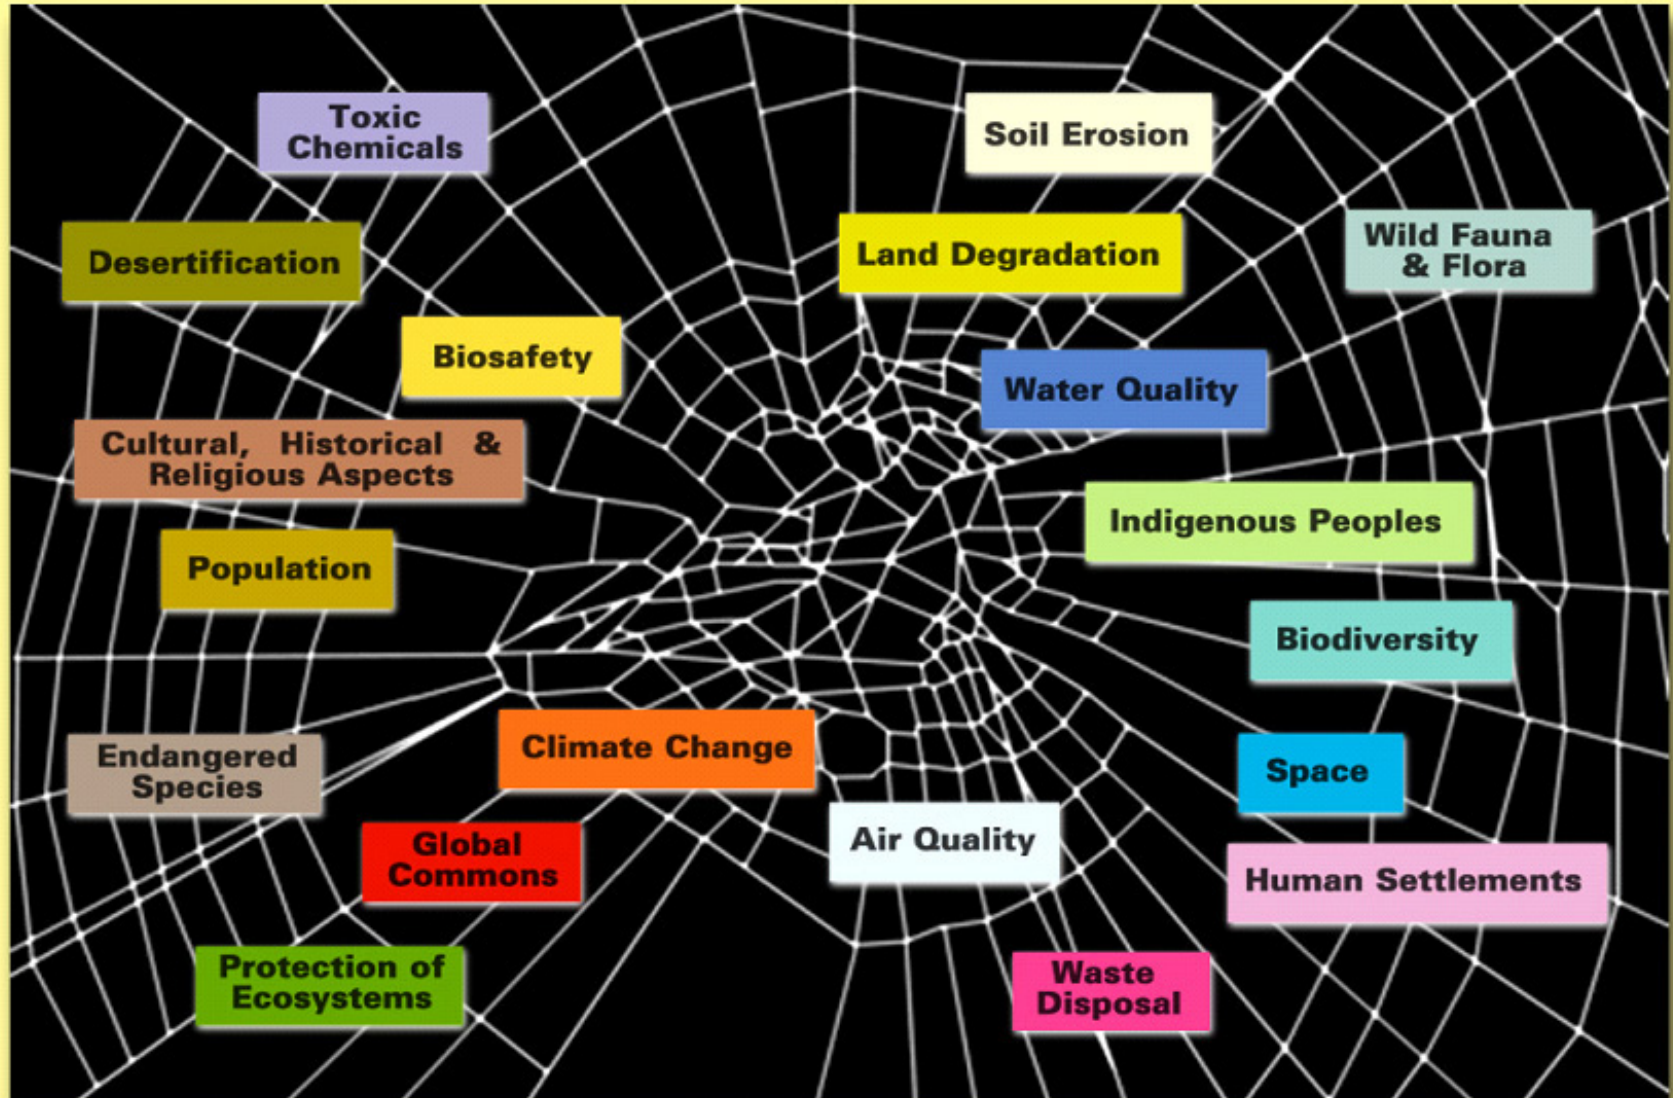 Toxic
Chemicals
Soil Erosion
Desertification
Land Degradation
Wild Fauna
& Flora
Biosafety
Water Quality
Cultural, Historical &
Religious Aspects
Indigenous Peoples
Population
Biodiversity
Endangered
Species
Climate Change
Space
Global
Commons
Air Quality
Human Settlements
Protection of
Ecosystems
Waste
Disposal